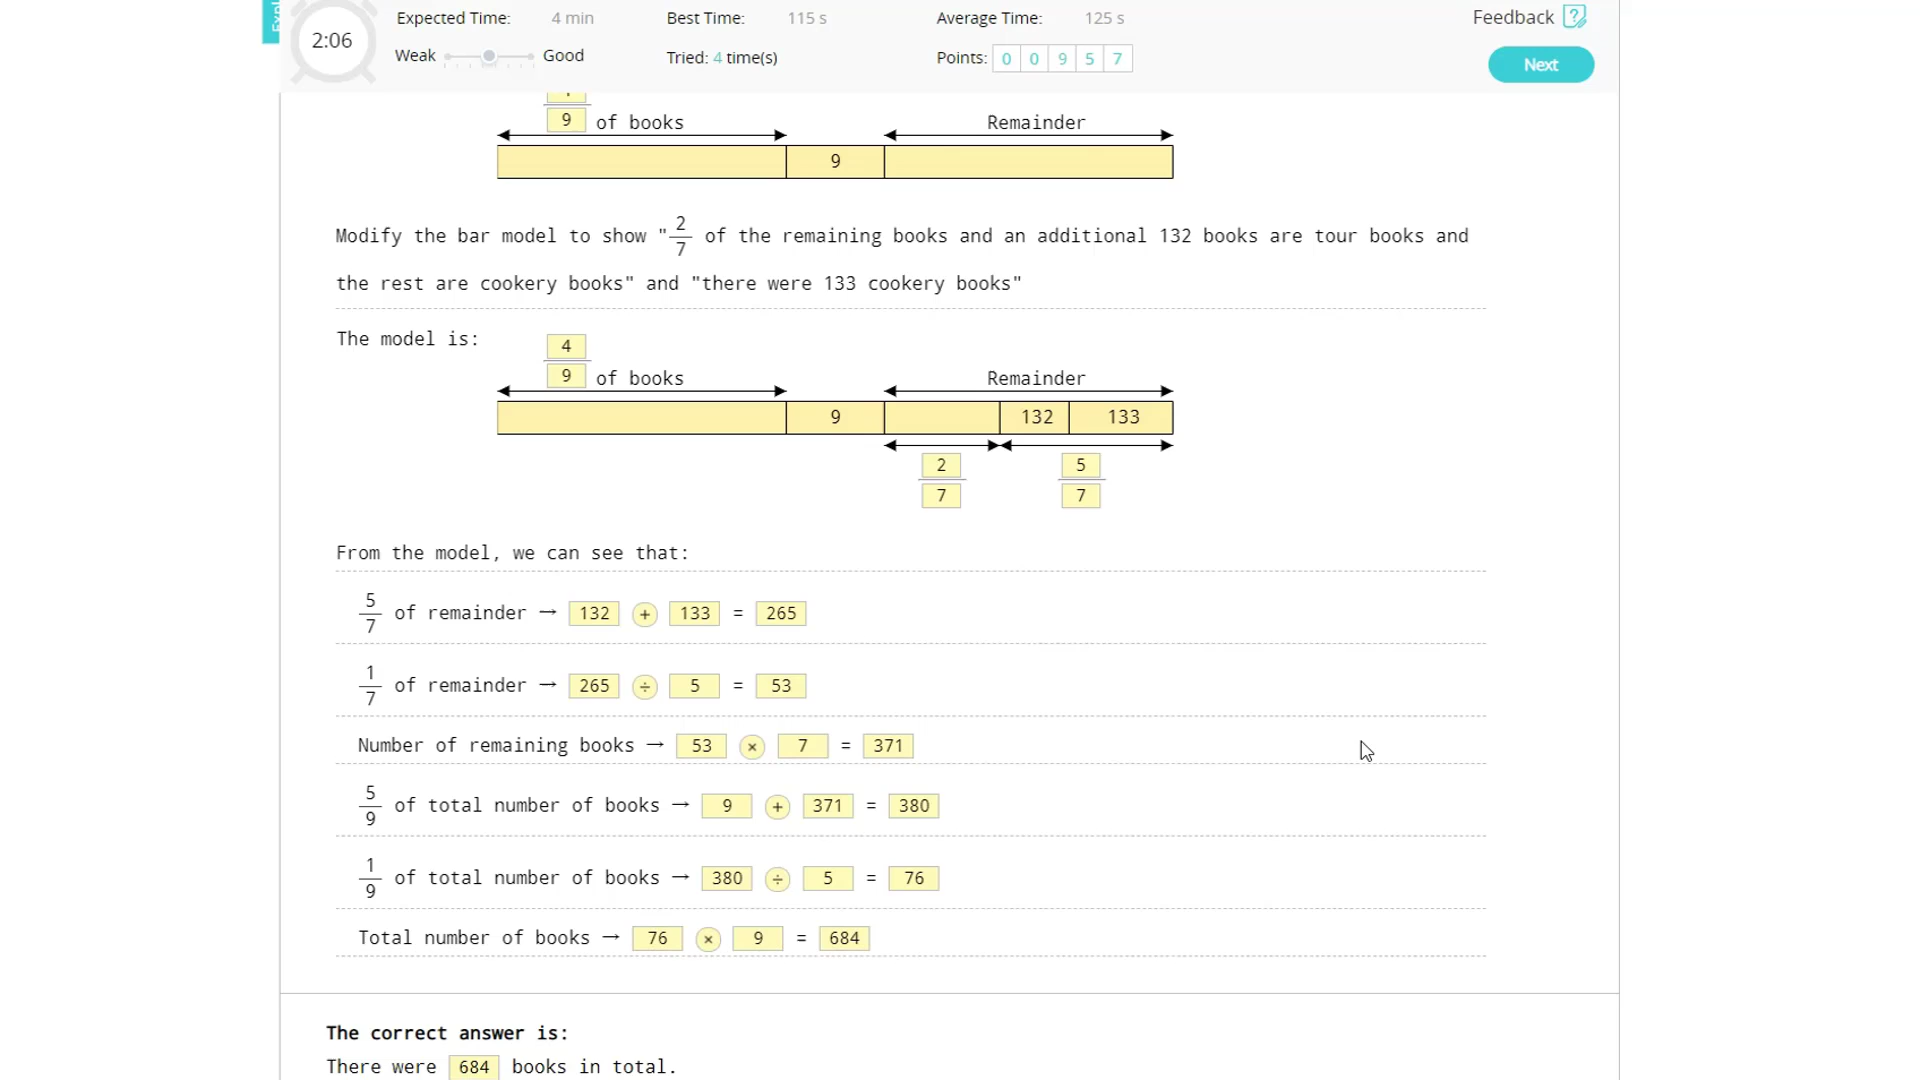 Expected Time: 4 min Best Time: 115 s Average Time: 125 s Feedback
2:06
Weak Good Tried: 4 time(s) Points: 0 0 9 5 7
Next
9 of books Remainder
9
Modify the bar model to show "2/7 of the remaining books and an additional 132 books are tour books and
the rest are cookery books" and "there were 133 cookery books"
The model is:
4/9 of books Remainder
9 132 133
2/7 5/7
From the model, we can see that:
5/7 of remainder → 132 + 133 = 265
1/7 of remainder → 265 ÷ 5 = 53
Number of remaining books → 53 × 7 = 371
5/9 of total number of books → 9 + 371 = 380
1/9 of total number of books → 380 ÷ 5 = 76
Total number of books → 76 × 9 = 684
The correct answer is:
There were 684 books in total.